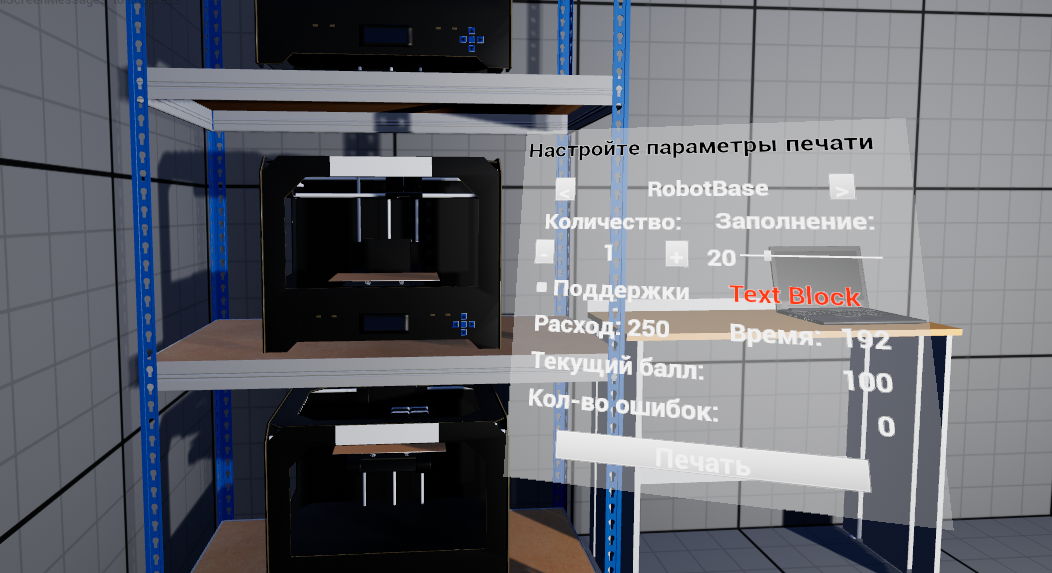 Настройте параметры печати
< RobotBase >
Количество: Заполнение:
- 1 + 20
Поддержки Text Block
Расход: 250 Время: 192
Текущий балл: 100
Кол-во ошибок: 0
Печать